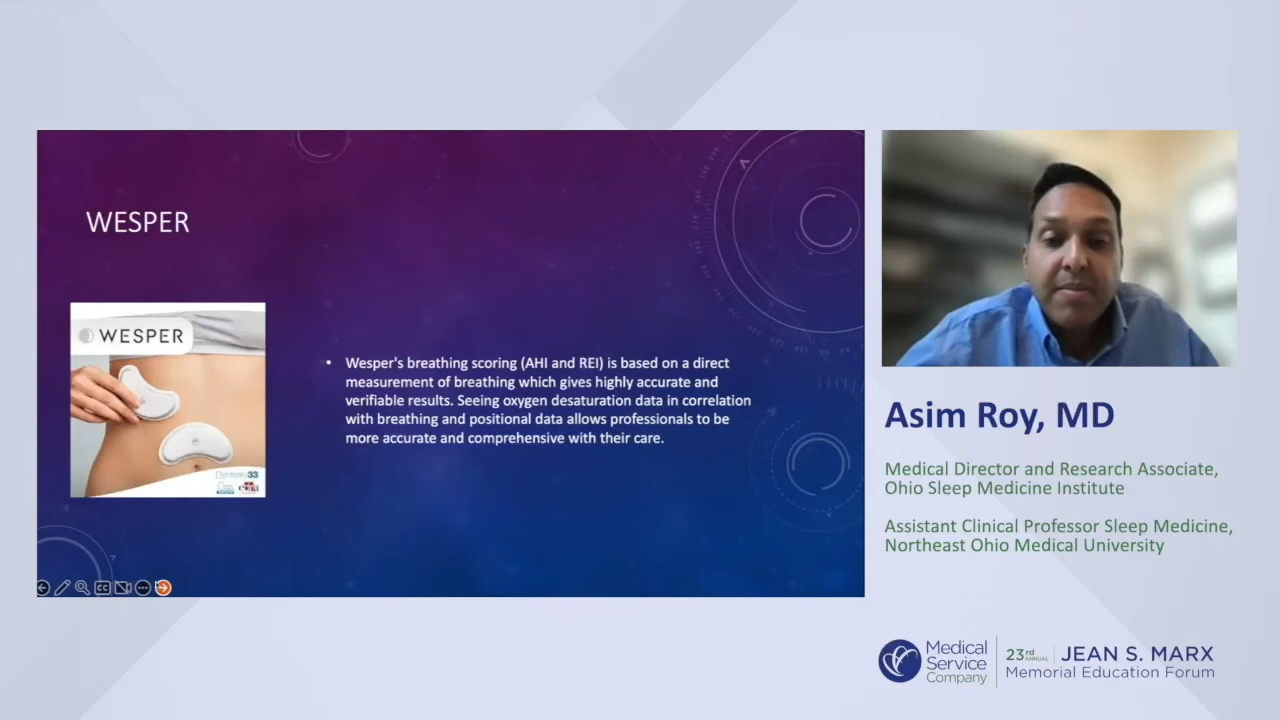 WESPER
WESPER
• Wesper's breathing scoring (AHI and REI) is based on a direct
measurement of breathing which gives highly accurate and
verifiable results. Seeing oxygen desaturation data in correlation
with breathing and positional data allows professionals to be
more accurate and comprehensive with their care.
Asim Roy, MD
Medical Director and Research Associate,
Ohio Sleep Medicine Institute
Assistant Clinical Professor Sleep Medicine,
Northeast Ohio Medical University
Medical
Service
Company
23rd ANNUAL JEAN S. MARX
Memorial Education Forum